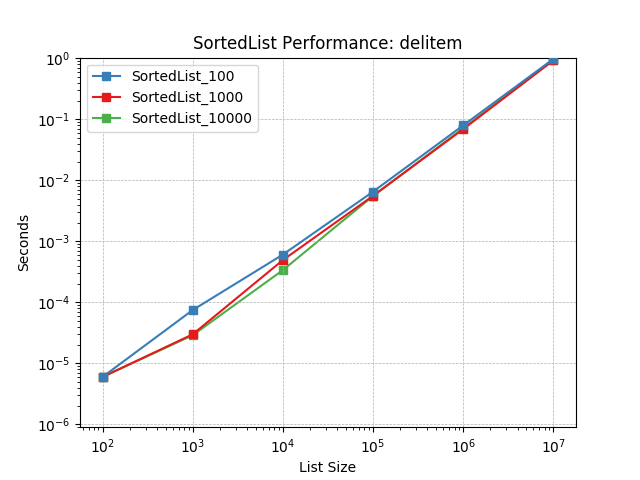 SortedList Performance: delitem
SortedList_100
SortedList_1000
SortedList_10000
10⁰
10⁻¹
10⁻²
10⁻³
10⁻⁴
10⁻⁵
10⁻⁶
Seconds
10² 10³ 10⁴ 10⁵ 10⁶ 10⁷
List Size